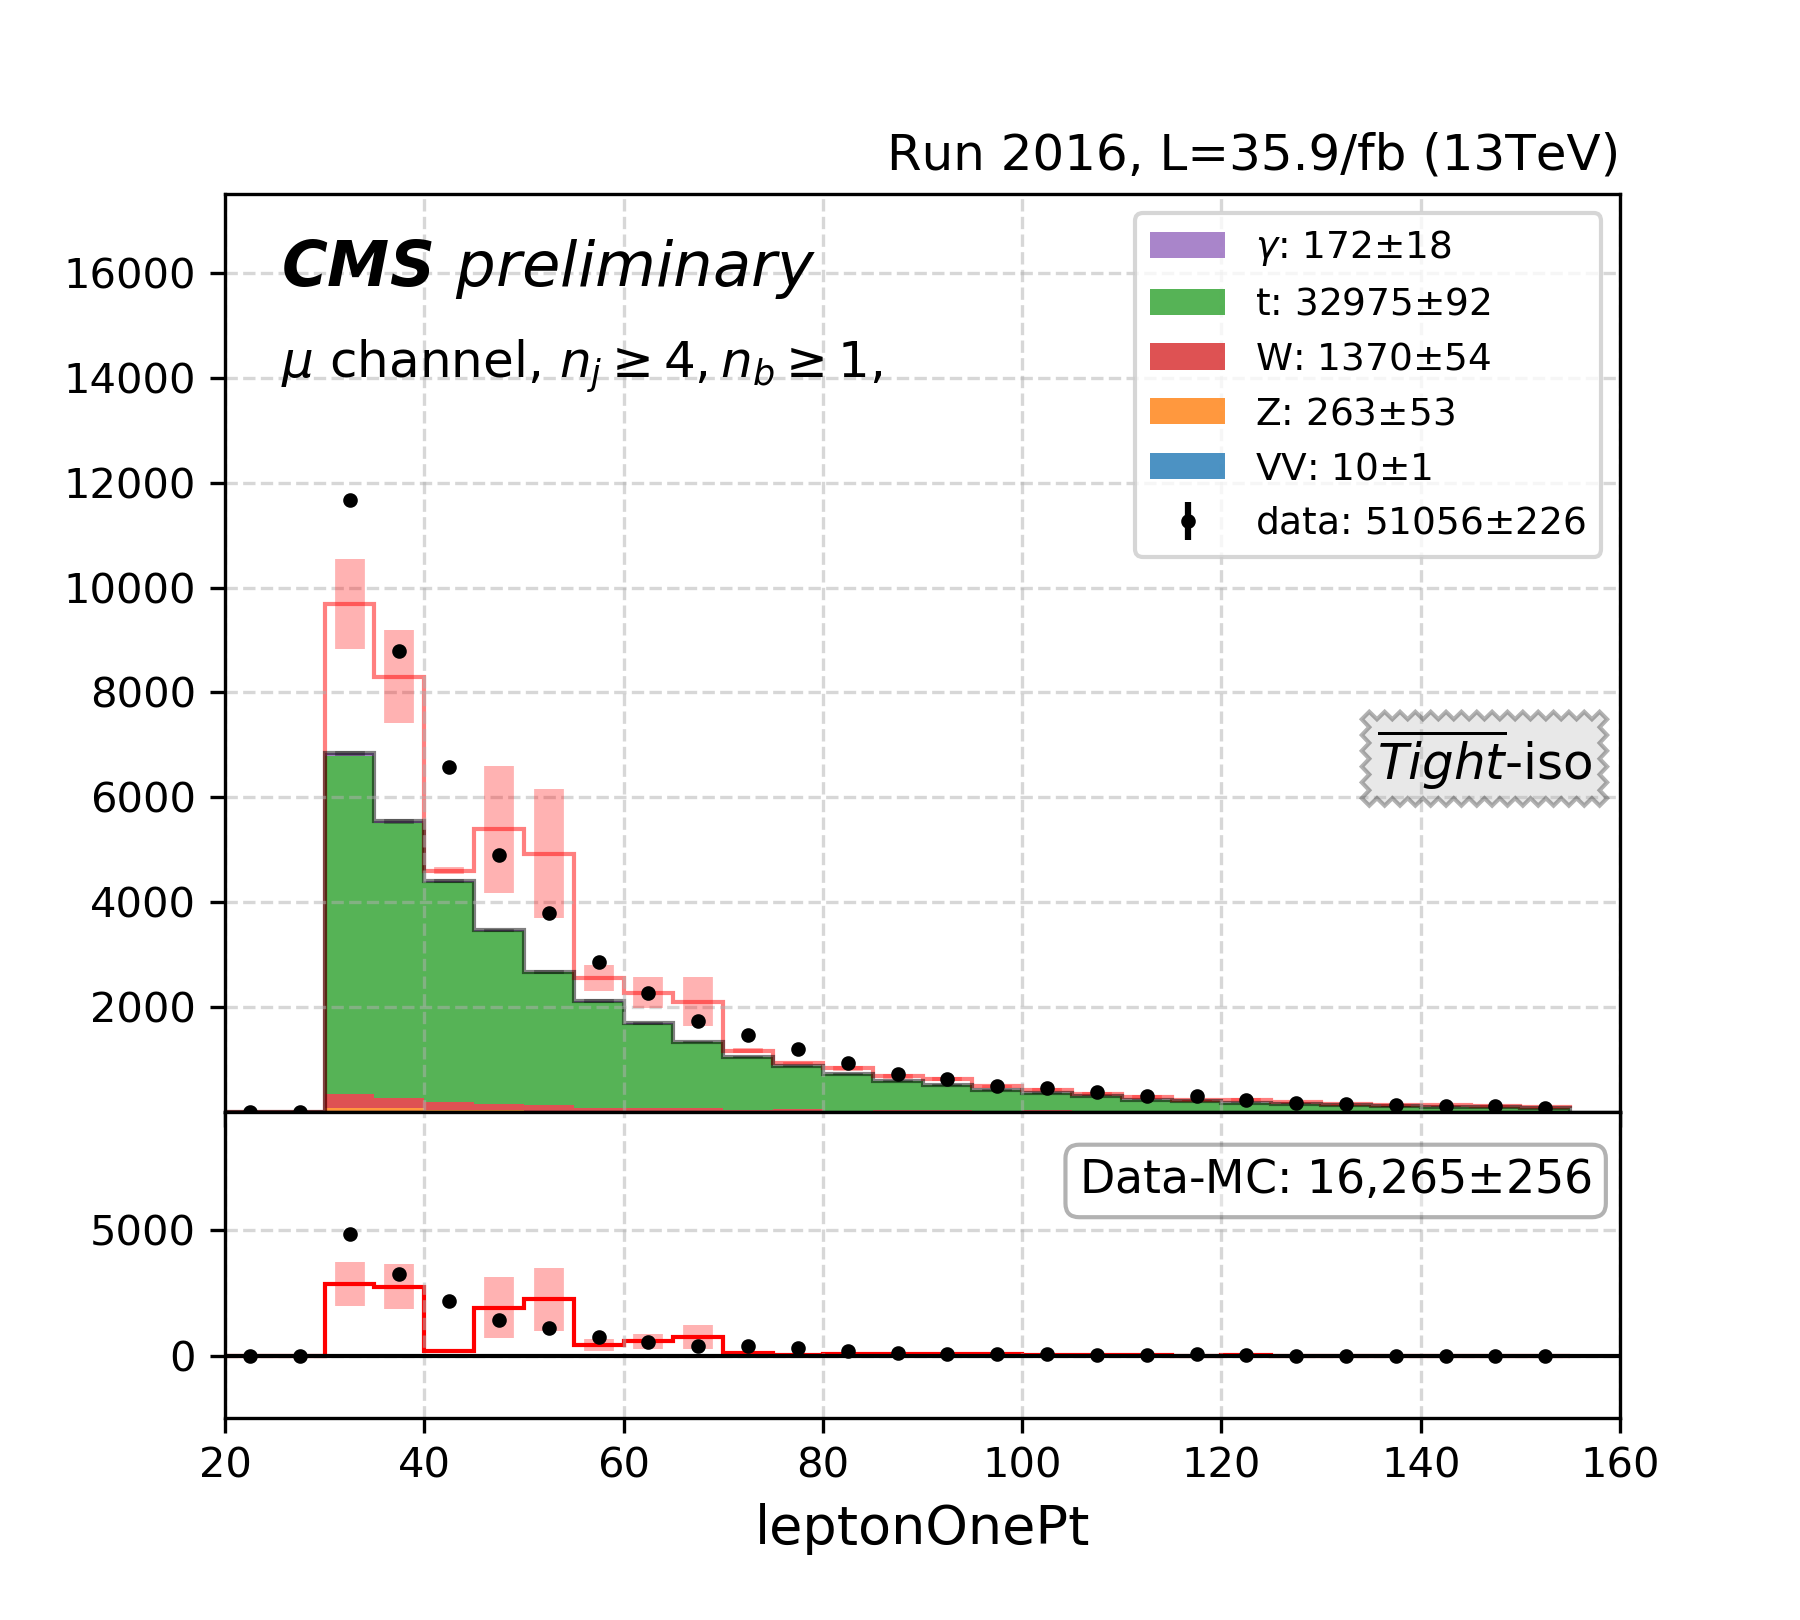 Run 2016, L=35.9/fb (13TeV)
CMS preliminary
μ channel, n_j ≥ 4, n_b ≥ 1,
γ: 172±18
t: 32975±92
W: 1370±54
Z: 263±53
VV: 10±1
data: 51056±226
16000
14000
12000
10000
8000
6000
4000
2000
T̅i̅g̅h̅t̅-iso
Data-MC: 16,265±256
5000
0
20 40 60 80 100 120 140 160
leptonOnePt